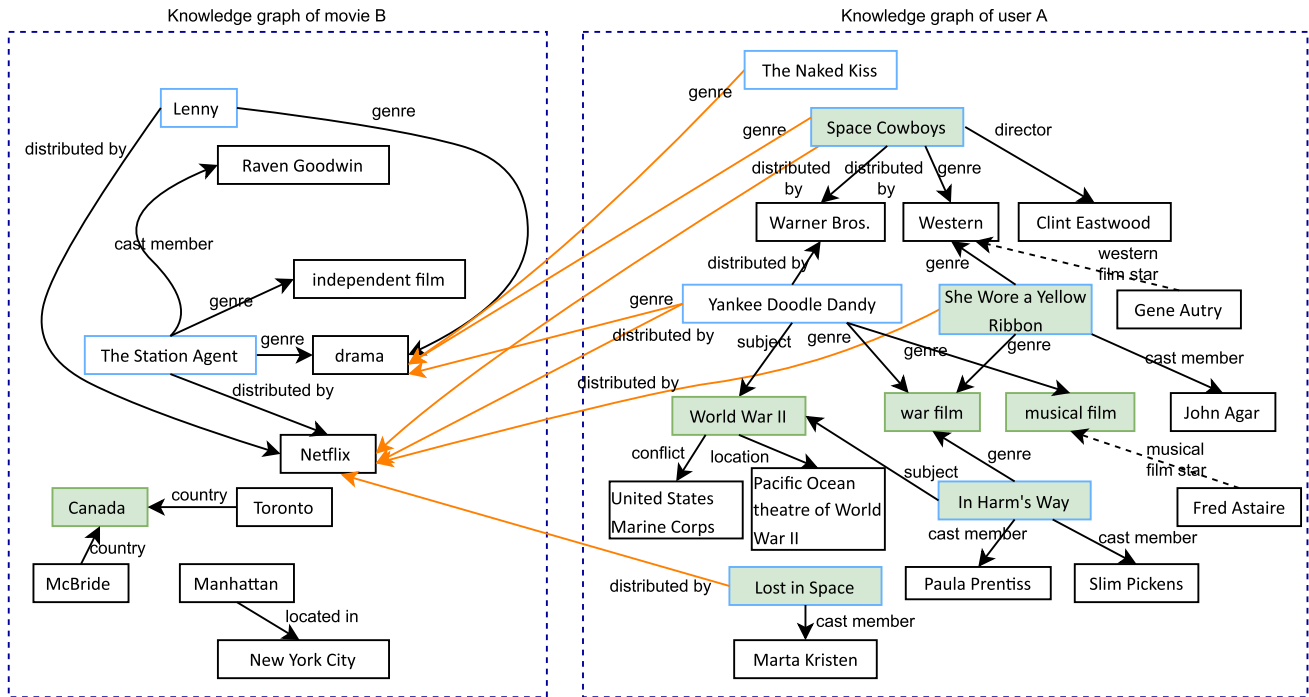 Knowledge graph of movie B
Knowledge graph of user A
The Naked Kiss
genre
Lenny
genre
distributed by
Raven Goodwin
cast member
independent film
genre
The Station Agent
genre
drama
distributed by
Netflix
Canada
country
Toronto
country
McBride
Manhattan
located in
New York City
Space Cowboys
genre
director
distributed
by
distributed
by
genre
Warner Bros.
Western
Clint Eastwood
western
film star
distributed by
genre
Gene Autry
genre
Yankee Doodle Dandy
She Wore a Yellow
Ribbon
distributed by
subject
genre
genre
genre
cast member
distributed by
World War II
war film
musical film
John Agar
conflict
location
genre
musical
film star
subject
United States
Marine Corps
Pacific Ocean
theatre of World
War II
In Harm's Way
Fred Astaire
cast member
cast member
Paula Prentiss
Slim Pickens
distributed by
Lost in Space
cast member
Marta Kristen